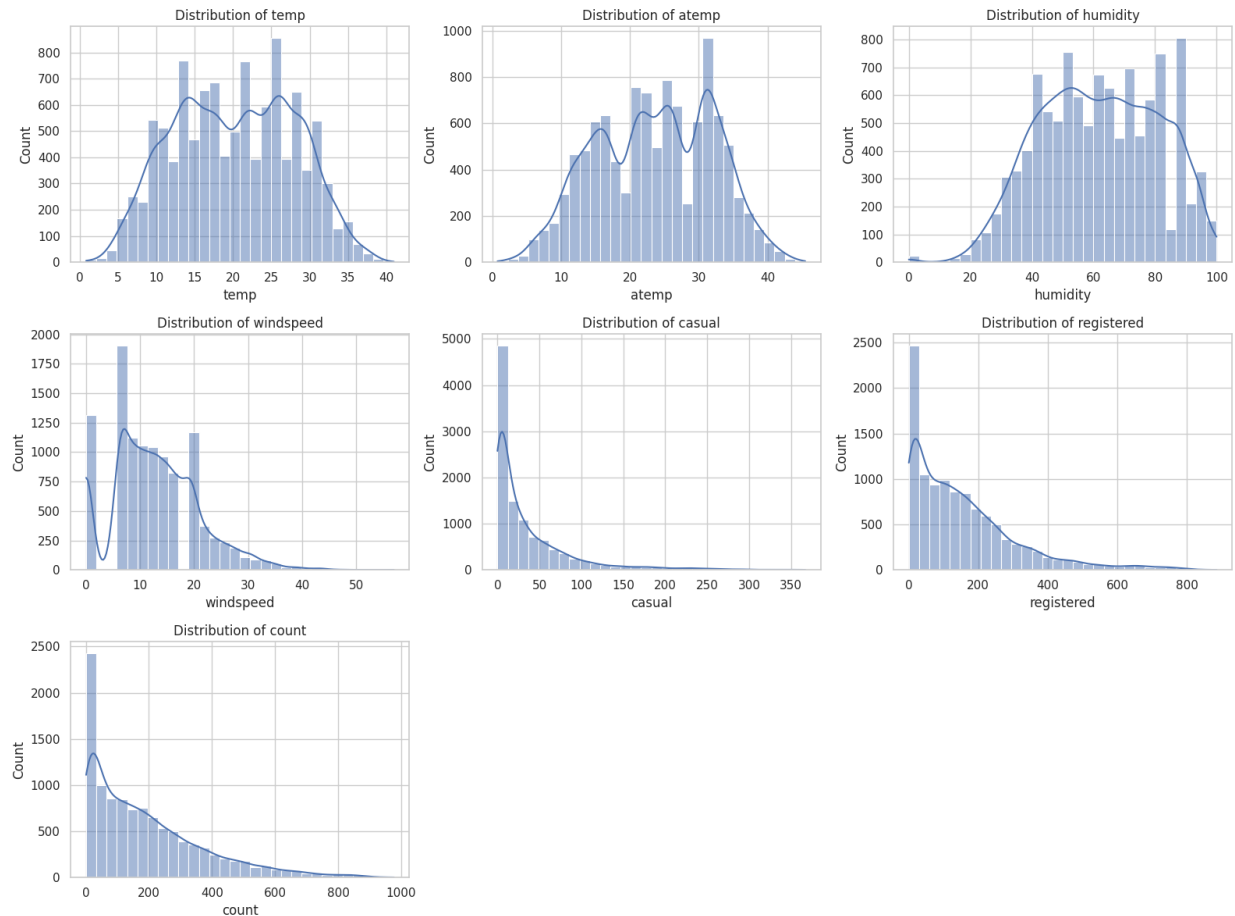 Distribution of temp
Distribution of atemp
Distribution of humidity
800
700
600
500
400
300
200
100
0
Count
0 5 10 15 20 25 30 35 40
temp
1000
800
600
400
200
0
Count
0 10 20 30 40
atemp
800
700
600
500
400
300
200
100
0
Count
0 20 40 60 80 100
humidity
Distribution of windspeed
Distribution of casual
Distribution of registered
2000
1750
1500
1250
1000
750
500
250
0
Count
0 10 20 30 40 50
windspeed
5000
4000
3000
2000
1000
0
Count
0 50 100 150 200 250 300 350
casual
2500
2000
1500
1000
500
0
Count
0 200 400 600 800
registered
Distribution of count
2500
2000
1500
1000
500
0
Count
0 200 400 600 800 1000
count